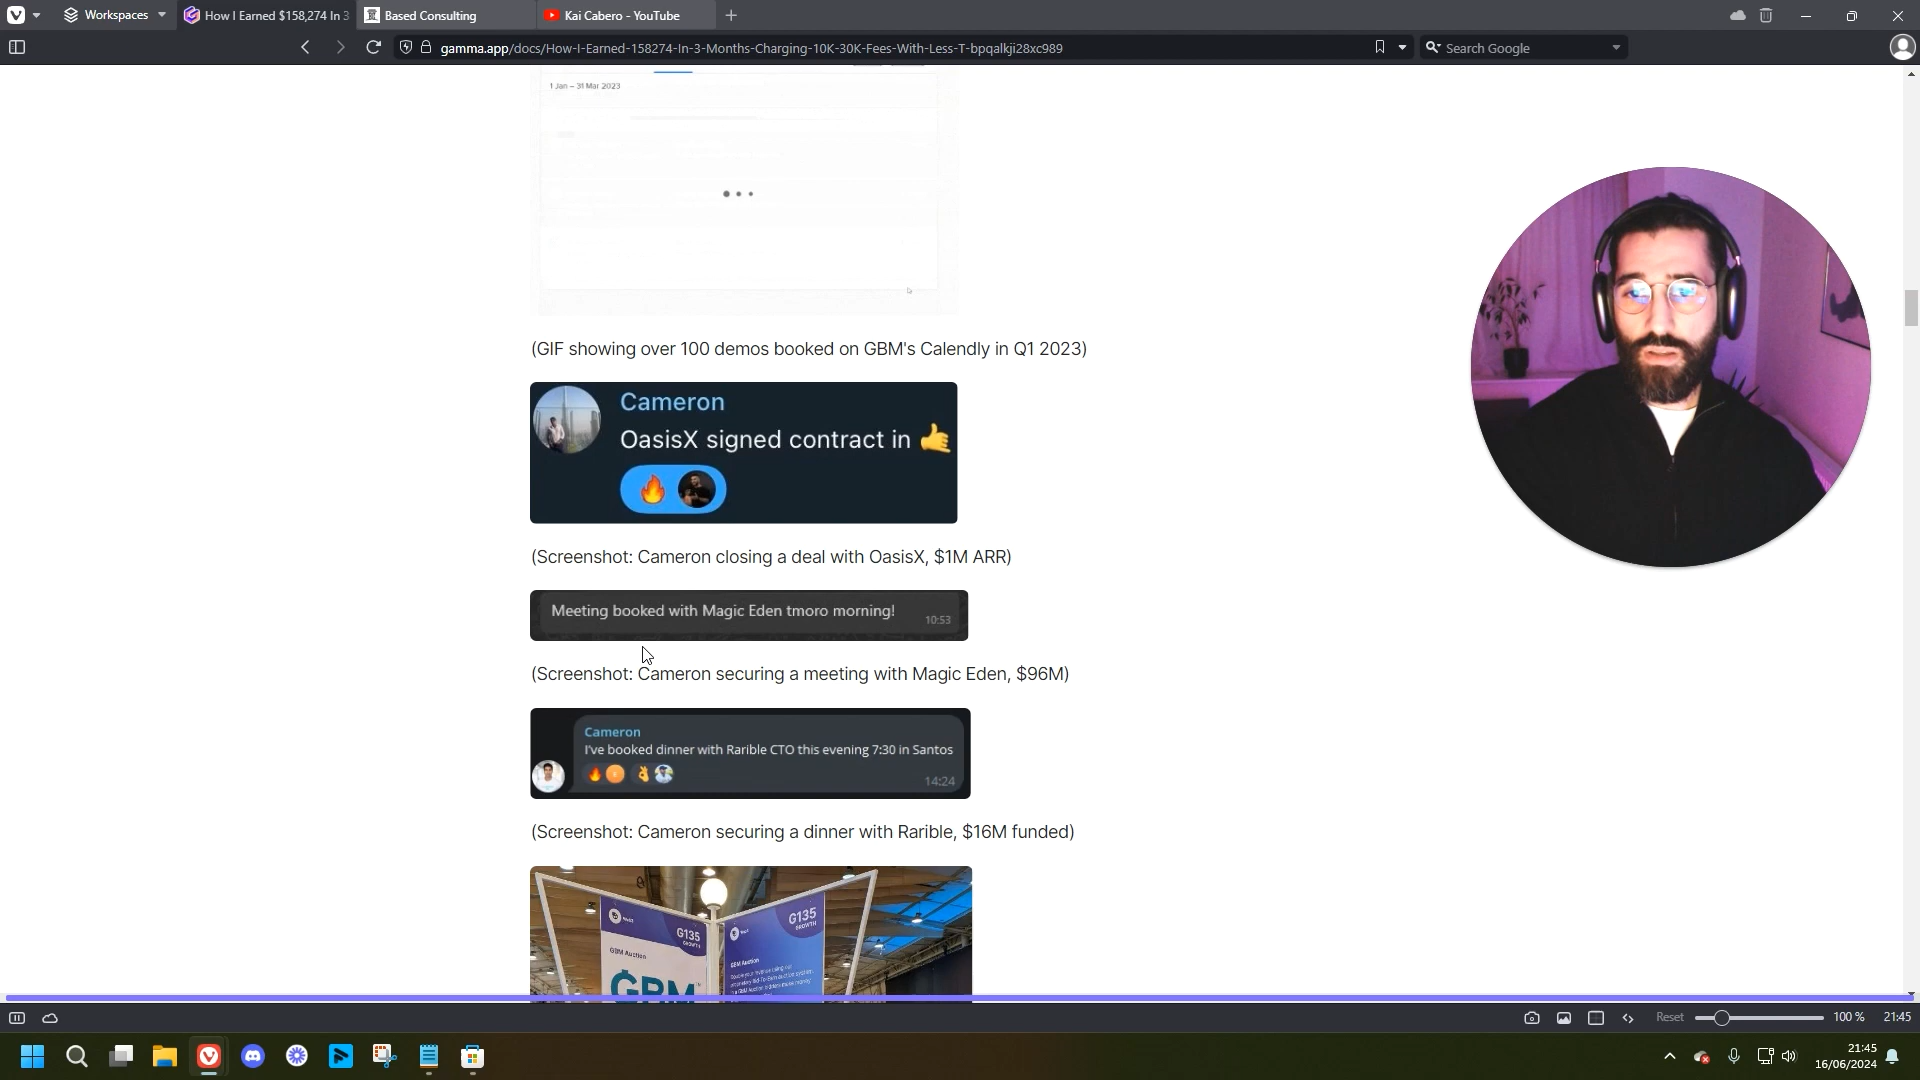 Workspaces
How I Earned $158,274 In 3
Based Consulting
Kai Cabero - YouTube
gamma.app/docs/How-I-Earned-158274-In-3-Months-Charging-10K-30K-Fees-With-Less-T-bpqalkji28xc989
Search Google
1 Jan – 31 Mar 2023
(GIF showing over 100 demos booked on GBM's Calendly in Q1 2023)
Cameron
OasisX signed contract in 🤙
(Screenshot: Cameron closing a deal with OasisX, $1M ARR)
Meeting booked with Magic Eden tmoro morning!
10:53
(Screenshot: Cameron securing a meeting with Magic Eden, $96M)
Cameron
I've booked dinner with Rarible CTO this evening 7:30 in Santos
14:24
(Screenshot: Cameron securing a dinner with Rarible, $16M funded)
G135
GROWTH
GBM Auction
GBM
G135
GROWTH
GBM Auction
Reset
100 %
21:45
21:45
16/06/2024